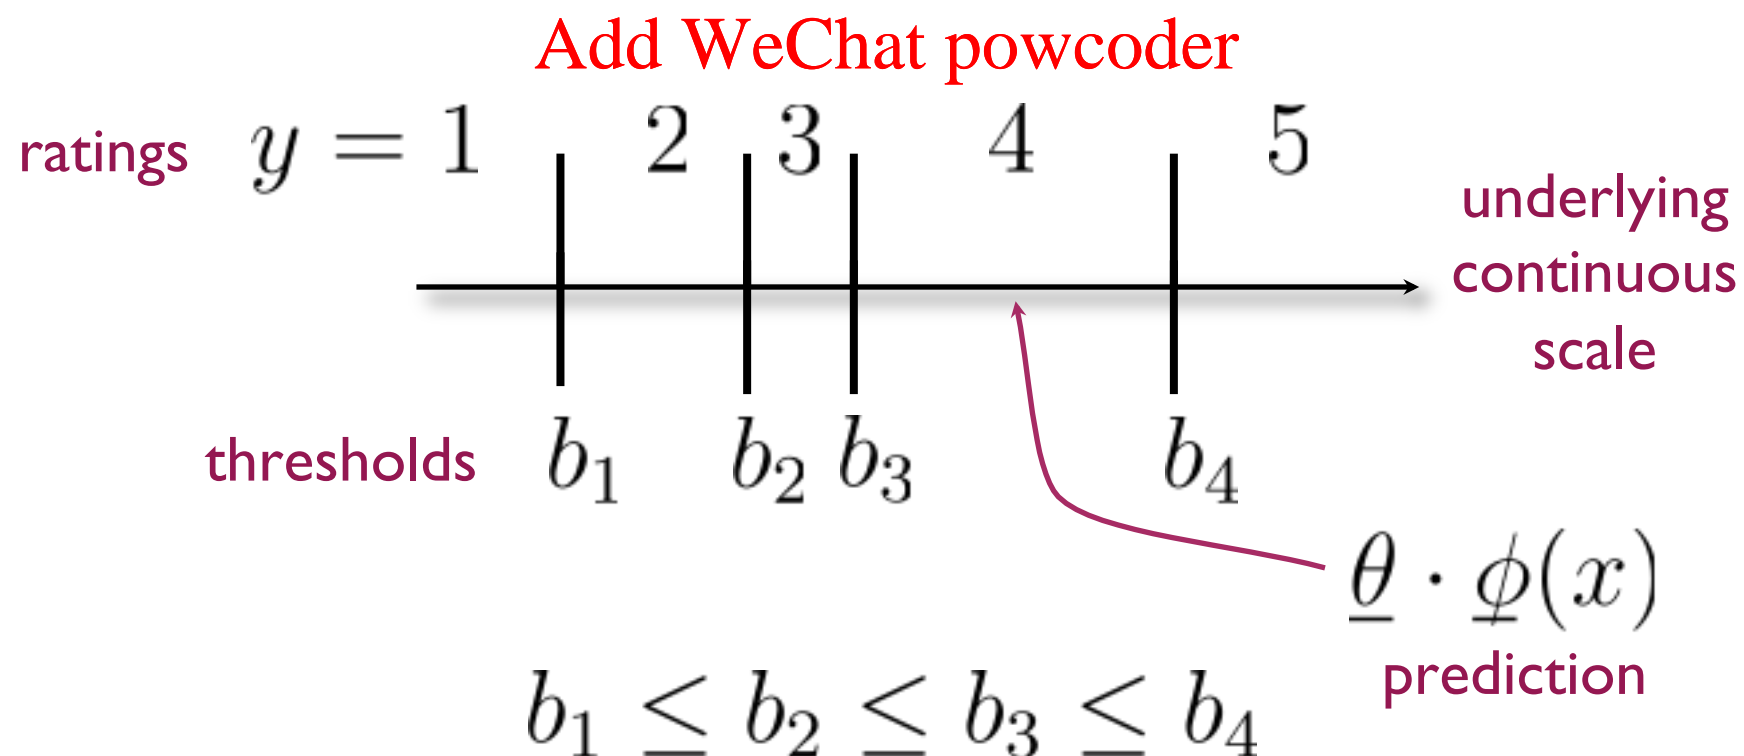 Add WeChat powcoder
ratings y = 1 2 3 4 5
underlying
continuous
scale
thresholds b₁ b₂ b₃ b₄
θ · ϕ(x)
prediction
b₁ ≤ b₂ ≤ b₃ ≤ b₄